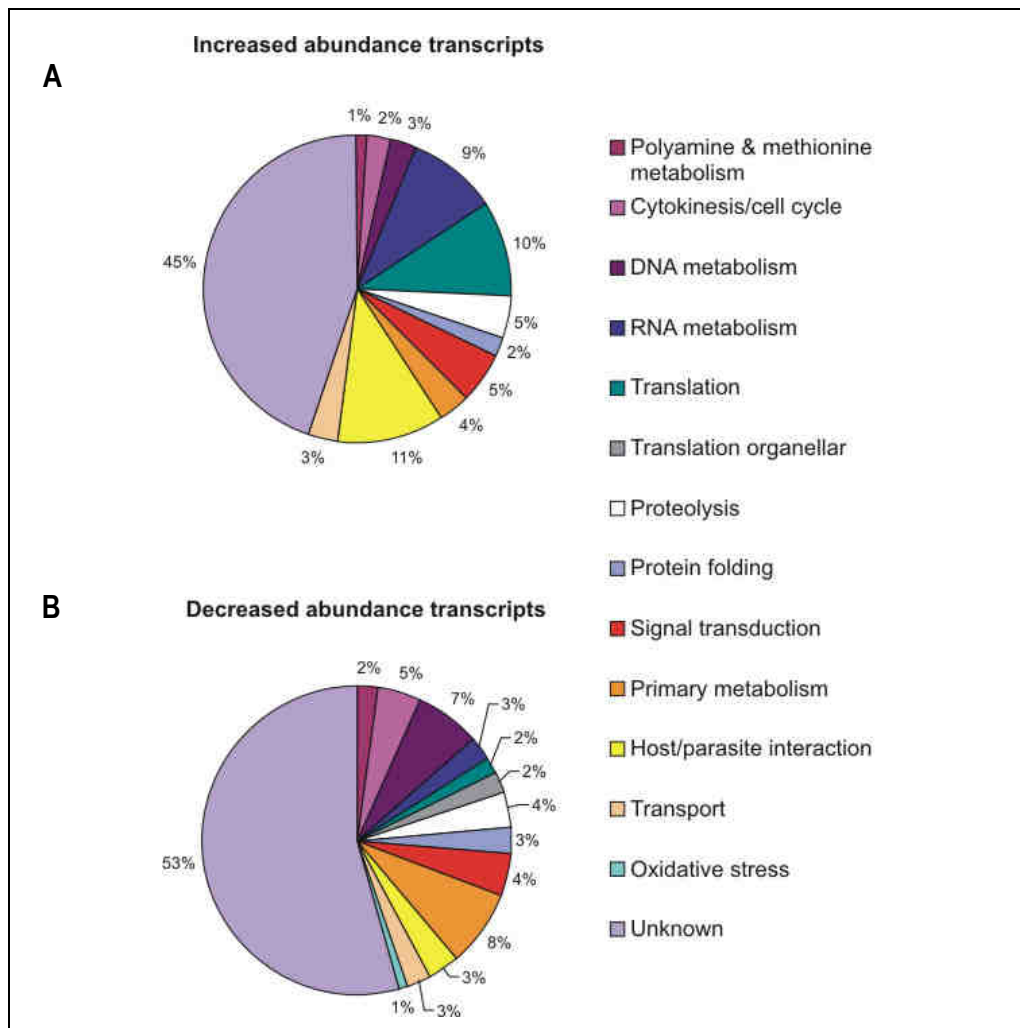 Increased abundance transcripts
A
1%
2%
3%
9%
10%
5%
2%
5%
4%
11%
3%
45%
Polyamine & methionine
metabolism
Cytokinesis/cell cycle
DNA metabolism
RNA metabolism
Translation
Translation organellar
Proteolysis
Protein folding
Signal transduction
Primary metabolism
Host/parasite interaction
Transport
Oxidative stress
Unknown
B
Decreased abundance transcripts
2%
5%
7%
3%
2%
2%
4%
3%
4%
8%
3%
3%
1%
53%